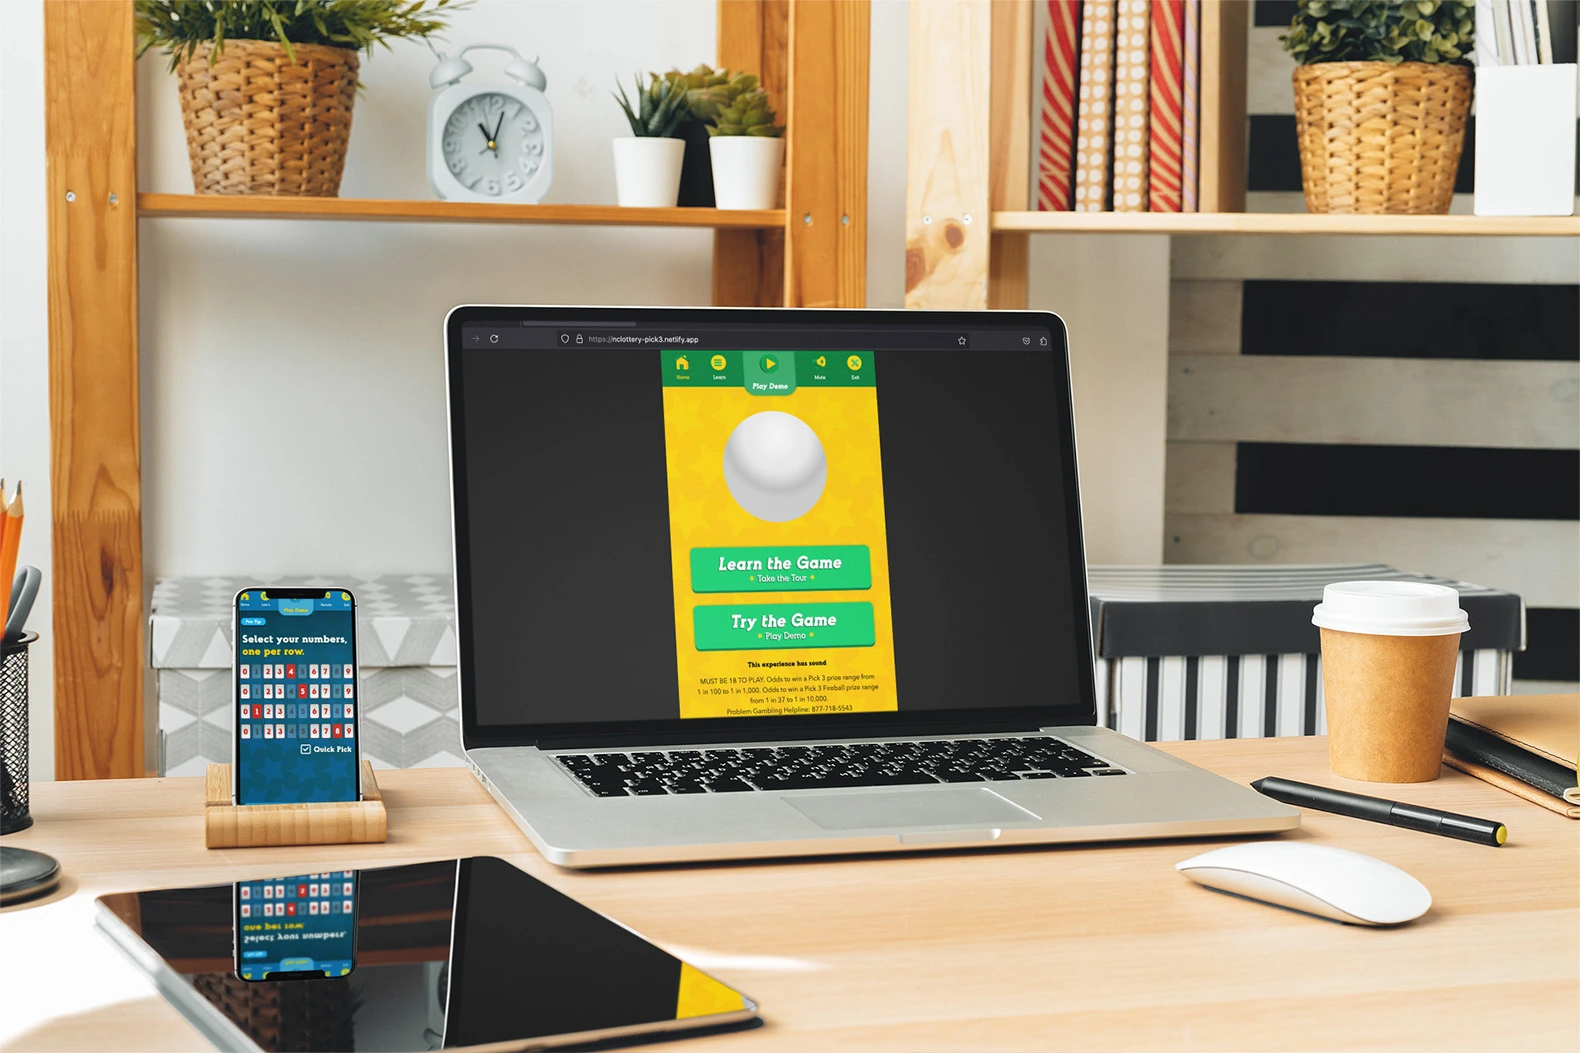 https://nclottery-pick3.netlify.app
Home
Learn
Play Demo
Mute
Exit
Learn the Game
Take the Tour
Try the Game
Play Demo
This experience has sound
MUST BE 18 TO PLAY. Odds to win a Pick 3 prize range from
1 in 100 to 1 in 1,000. Odds to win a Pick 3 Fireball prize range
from 1 in 37 to 1 in 10,000.
Problem Gambling Helpline: 877-718-5543
Pro Tip
Select your numbers,
one per row.
0 1 2 3 4 5 6 7 8 9
0 1 2 3 4 5 6 7 8 9
0 1 2 3 4 5 6 7 8 9
0 1 2 3 4 5 6 7 8 9
Quick Pick